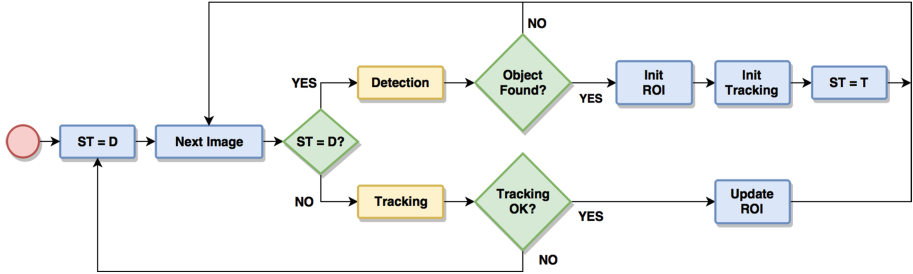 NO
YES
Detection
Object
Found?
YES
Init
ROI
Init
Tracking
ST = T
ST = D
Next Image
ST = D?
NO
Tracking
Tracking
OK?
YES
Update
ROI
NO